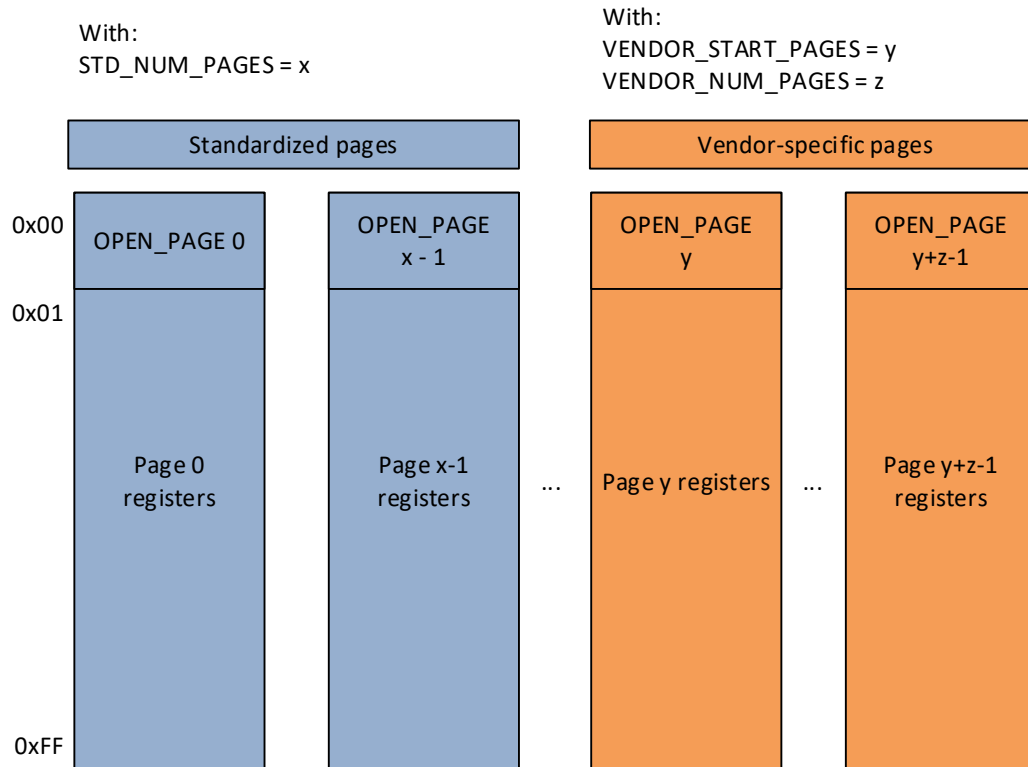 With:
STD_NUM_PAGES = x
With:
VENDOR_START_PAGES = y
VENDOR_NUM_PAGES = z
Standardized pages
Vendor-specific pages
0x00
OPEN_PAGE 0
OPEN_PAGE
x - 1
OPEN_PAGE
y
OPEN_PAGE
y+z-1
0x01
Page 0
registers
Page x-1
registers
...
Page y registers
...
Page y+z-1
registers
0xFF